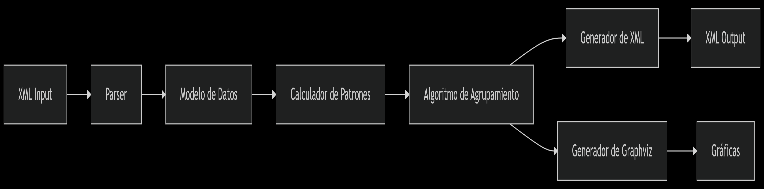 XML Input
Parser
Modelo de Datos
Calculador de Patrones
Algoritmo de Agrupamiento
Generador de XML
XML Output
Generador de Graphviz
Gráficas